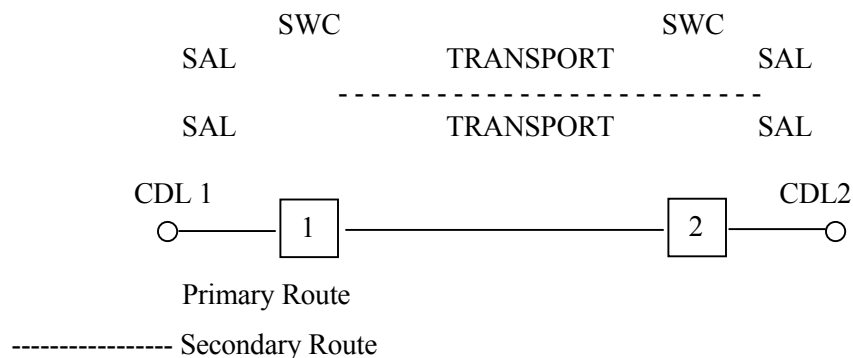 SWC SWC
SAL TRANSPORT SAL
SAL TRANSPORT SAL
CDL 1 CDL2
1 2
Primary Route
Secondary Route